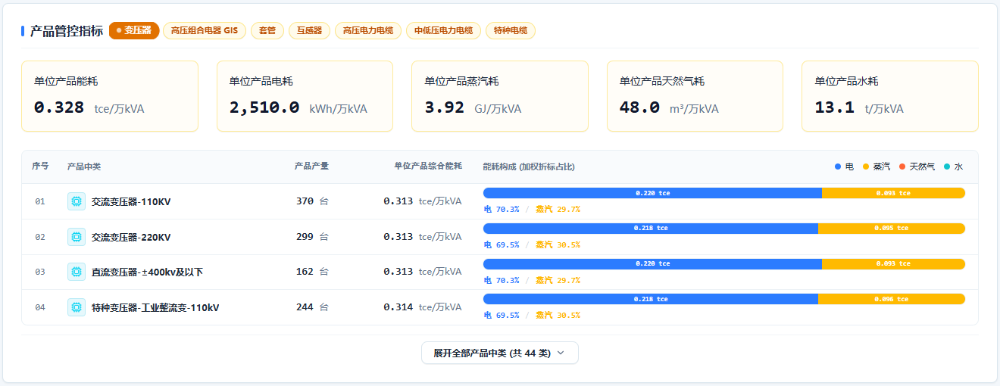 产品管控指标 变压器 高压组合电器 GIS 套管 互感器 高压电力电缆 中低压电力电缆 特种电缆
单位产品能耗 单位产品电耗 单位产品蒸汽耗 单位产品天然气耗 单位产品水耗
0.328 tce/万kVA 2,510.0 kWh/万kVA 3.92 GJ/万kVA 48.0 m³/万kVA 13.1 t/万kVA
序号 产品中类 产品产量 单位产品综合能耗 能耗构成 (加权折标占比) 电 蒸汽 天然气 水
01 交流变压器-110KV 370 台 0.313 tce/万kVA 0.220 tce 0.093 tce
电 70.3% / 蒸汽 29.7%
02 交流变压器-220KV 299 台 0.313 tce/万kVA 0.218 tce 0.095 tce
电 69.5% / 蒸汽 30.5%
03 直流变压器-±400kv及以下 162 台 0.313 tce/万kVA 0.220 tce 0.093 tce
电 70.3% / 蒸汽 29.7%
04 特种变压器-工业整流变-110kV 244 台 0.314 tce/万kVA 0.218 tce 0.096 tce
电 69.5% / 蒸汽 30.5%
展开全部产品中类 (共 44 类)